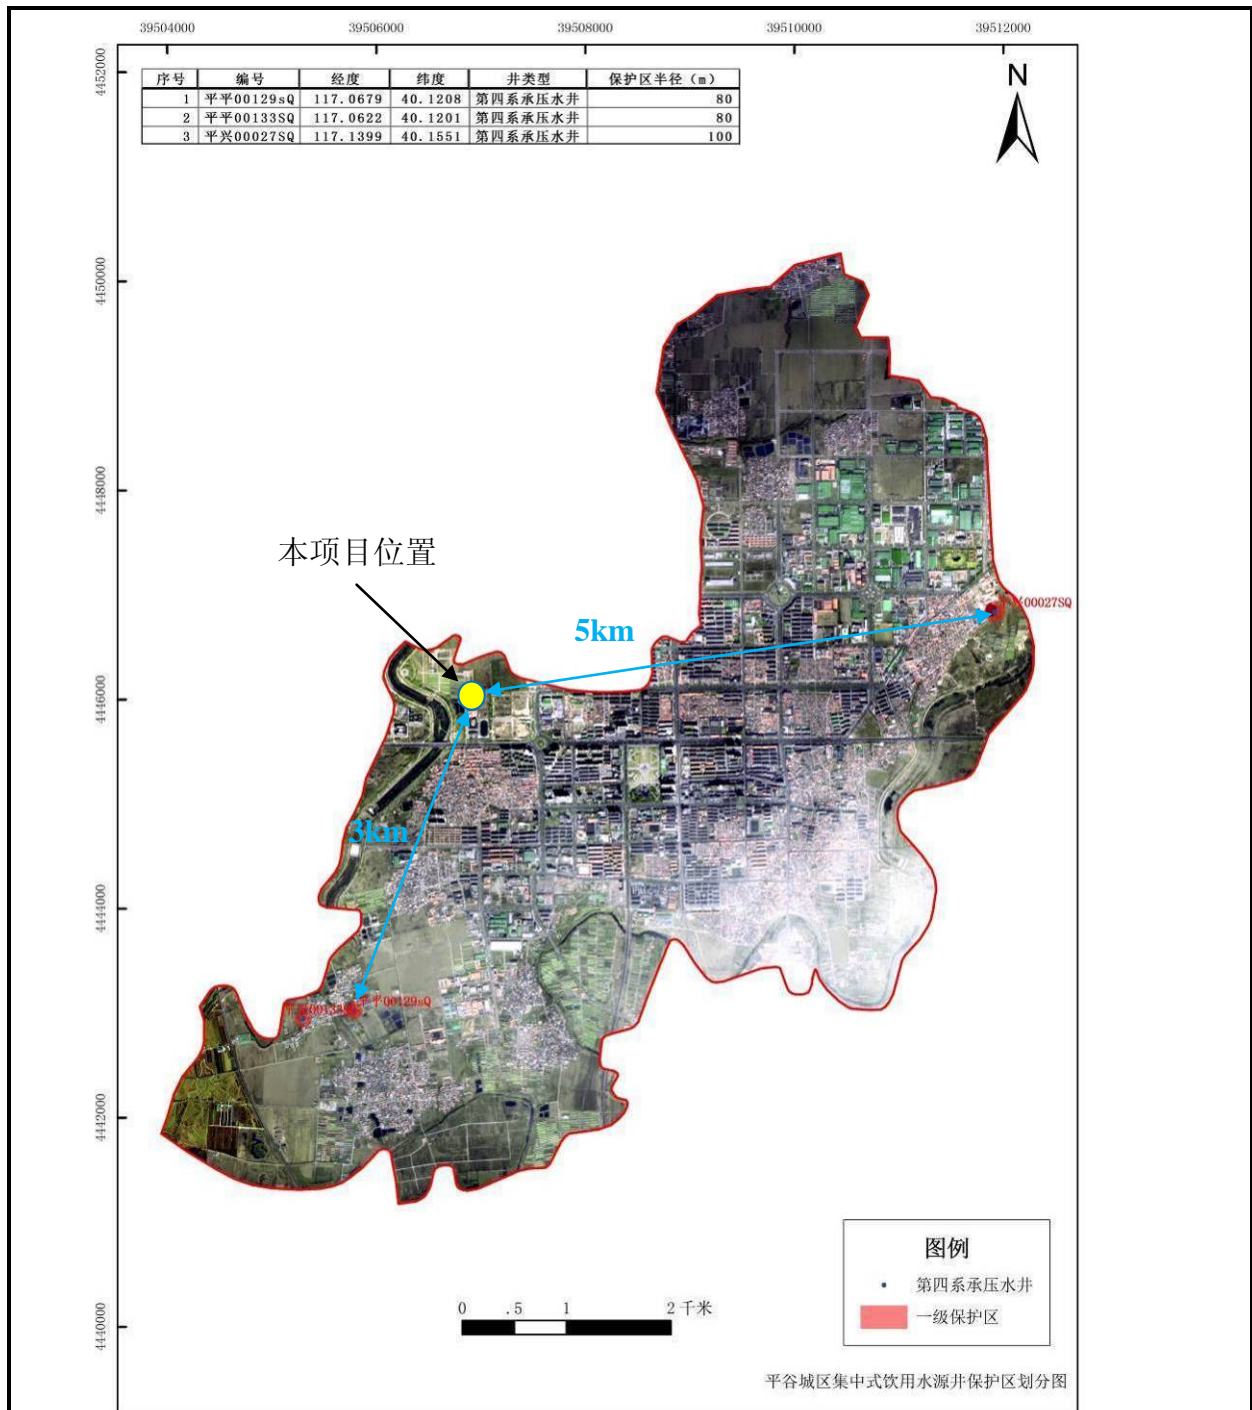 39504000 39506000 39508000 39510000 39512000
4452000
4450000
4448000
4446000
4444000
4442000
4440000
序号 编号 经度 纬度 井类型 保护区半径（m）
1 平平00129sQ 117.0679 40.1208 第四系承压水井 80
2 平平00133SQ 117.0622 40.1201 第四系承压水井 80
3 平兴00027SQ 117.1399 40.1551 第四系承压水井 100
N
本项目位置
00027SQ
5km
3km
平平00129sQ
图例
第四系承压水井
一级保护区
0 .5 1 2 千米
平谷城区集中式饮用水源井保护区划分图